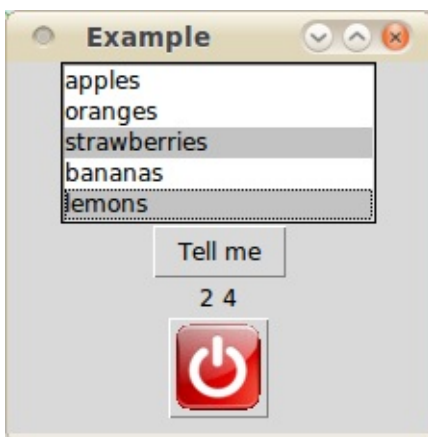 Example
apples
oranges
strawberries
bananas
lemons
Tell me
2 4